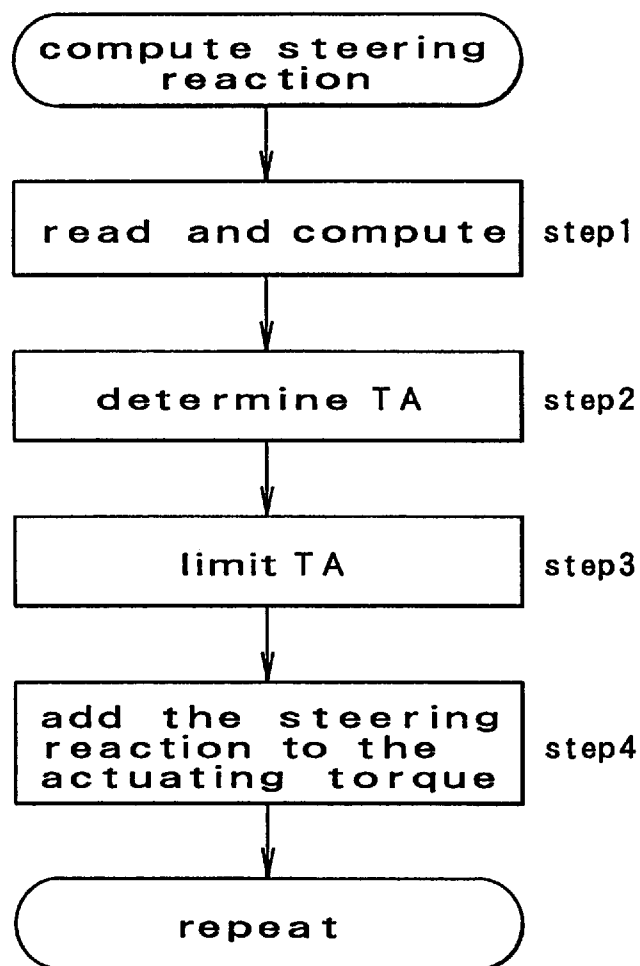 compute steering
reaction
read and compute step1
determine TA step2
limit TA step3
add the steering
reaction to the step4
actuating torque
repeat